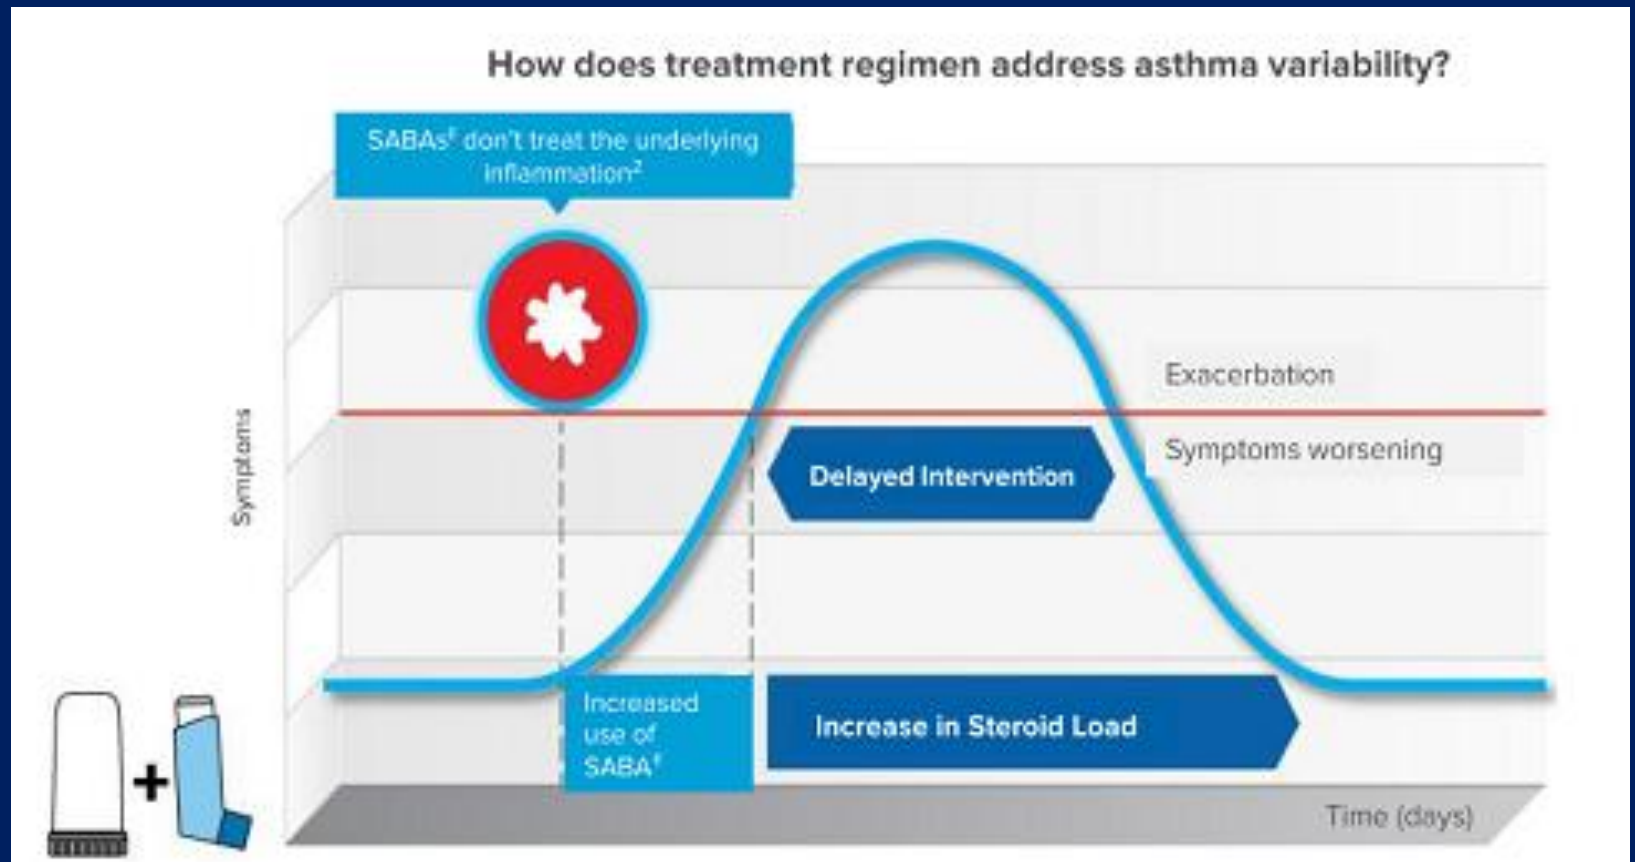 How does treatment regimen address asthma variability?
SABAs‡ don't treat the underlying
inflammation²
Exacerbation
Symptoms worsening
Delayed Intervention
Symptoms
Increased
use of
SABA‡
Increase in Steroid Load
Time (days)